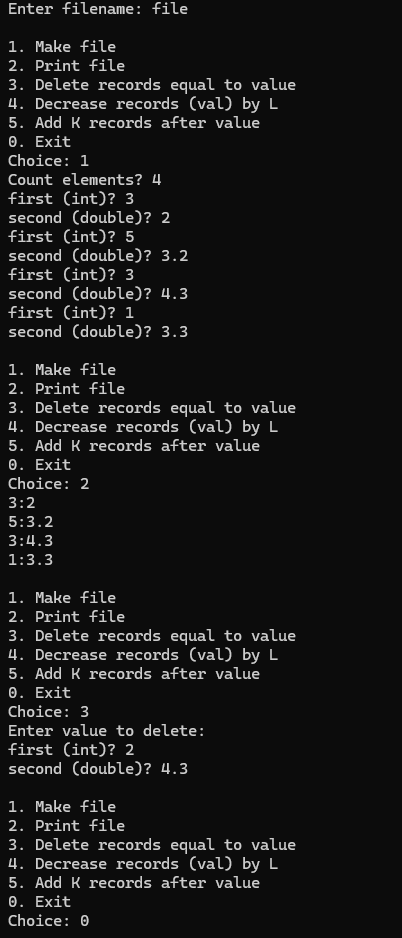 Enter filename: file
1. Make file
2. Print file
3. Delete records equal to value
4. Decrease records (val) by L
5. Add K records after value
0. Exit
Choice: 1
Count elements? 4
first (int)? 3
second (double)? 2
first (int)? 5
second (double)? 3.2
first (int)? 3
second (double)? 4.3
first (int)? 1
second (double)? 3.3
1. Make file
2. Print file
3. Delete records equal to value
4. Decrease records (val) by L
5. Add K records after value
0. Exit
Choice: 2
3:2
5:3.2
3:4.3
1:3.3
1. Make file
2. Print file
3. Delete records equal to value
4. Decrease records (val) by L
5. Add K records after value
0. Exit
Choice: 3
Enter value to delete:
first (int)? 2
second (double)? 4.3
1. Make file
2. Print file
3. Delete records equal to value
4. Decrease records (val) by L
5. Add K records after value
0. Exit
Choice: 0